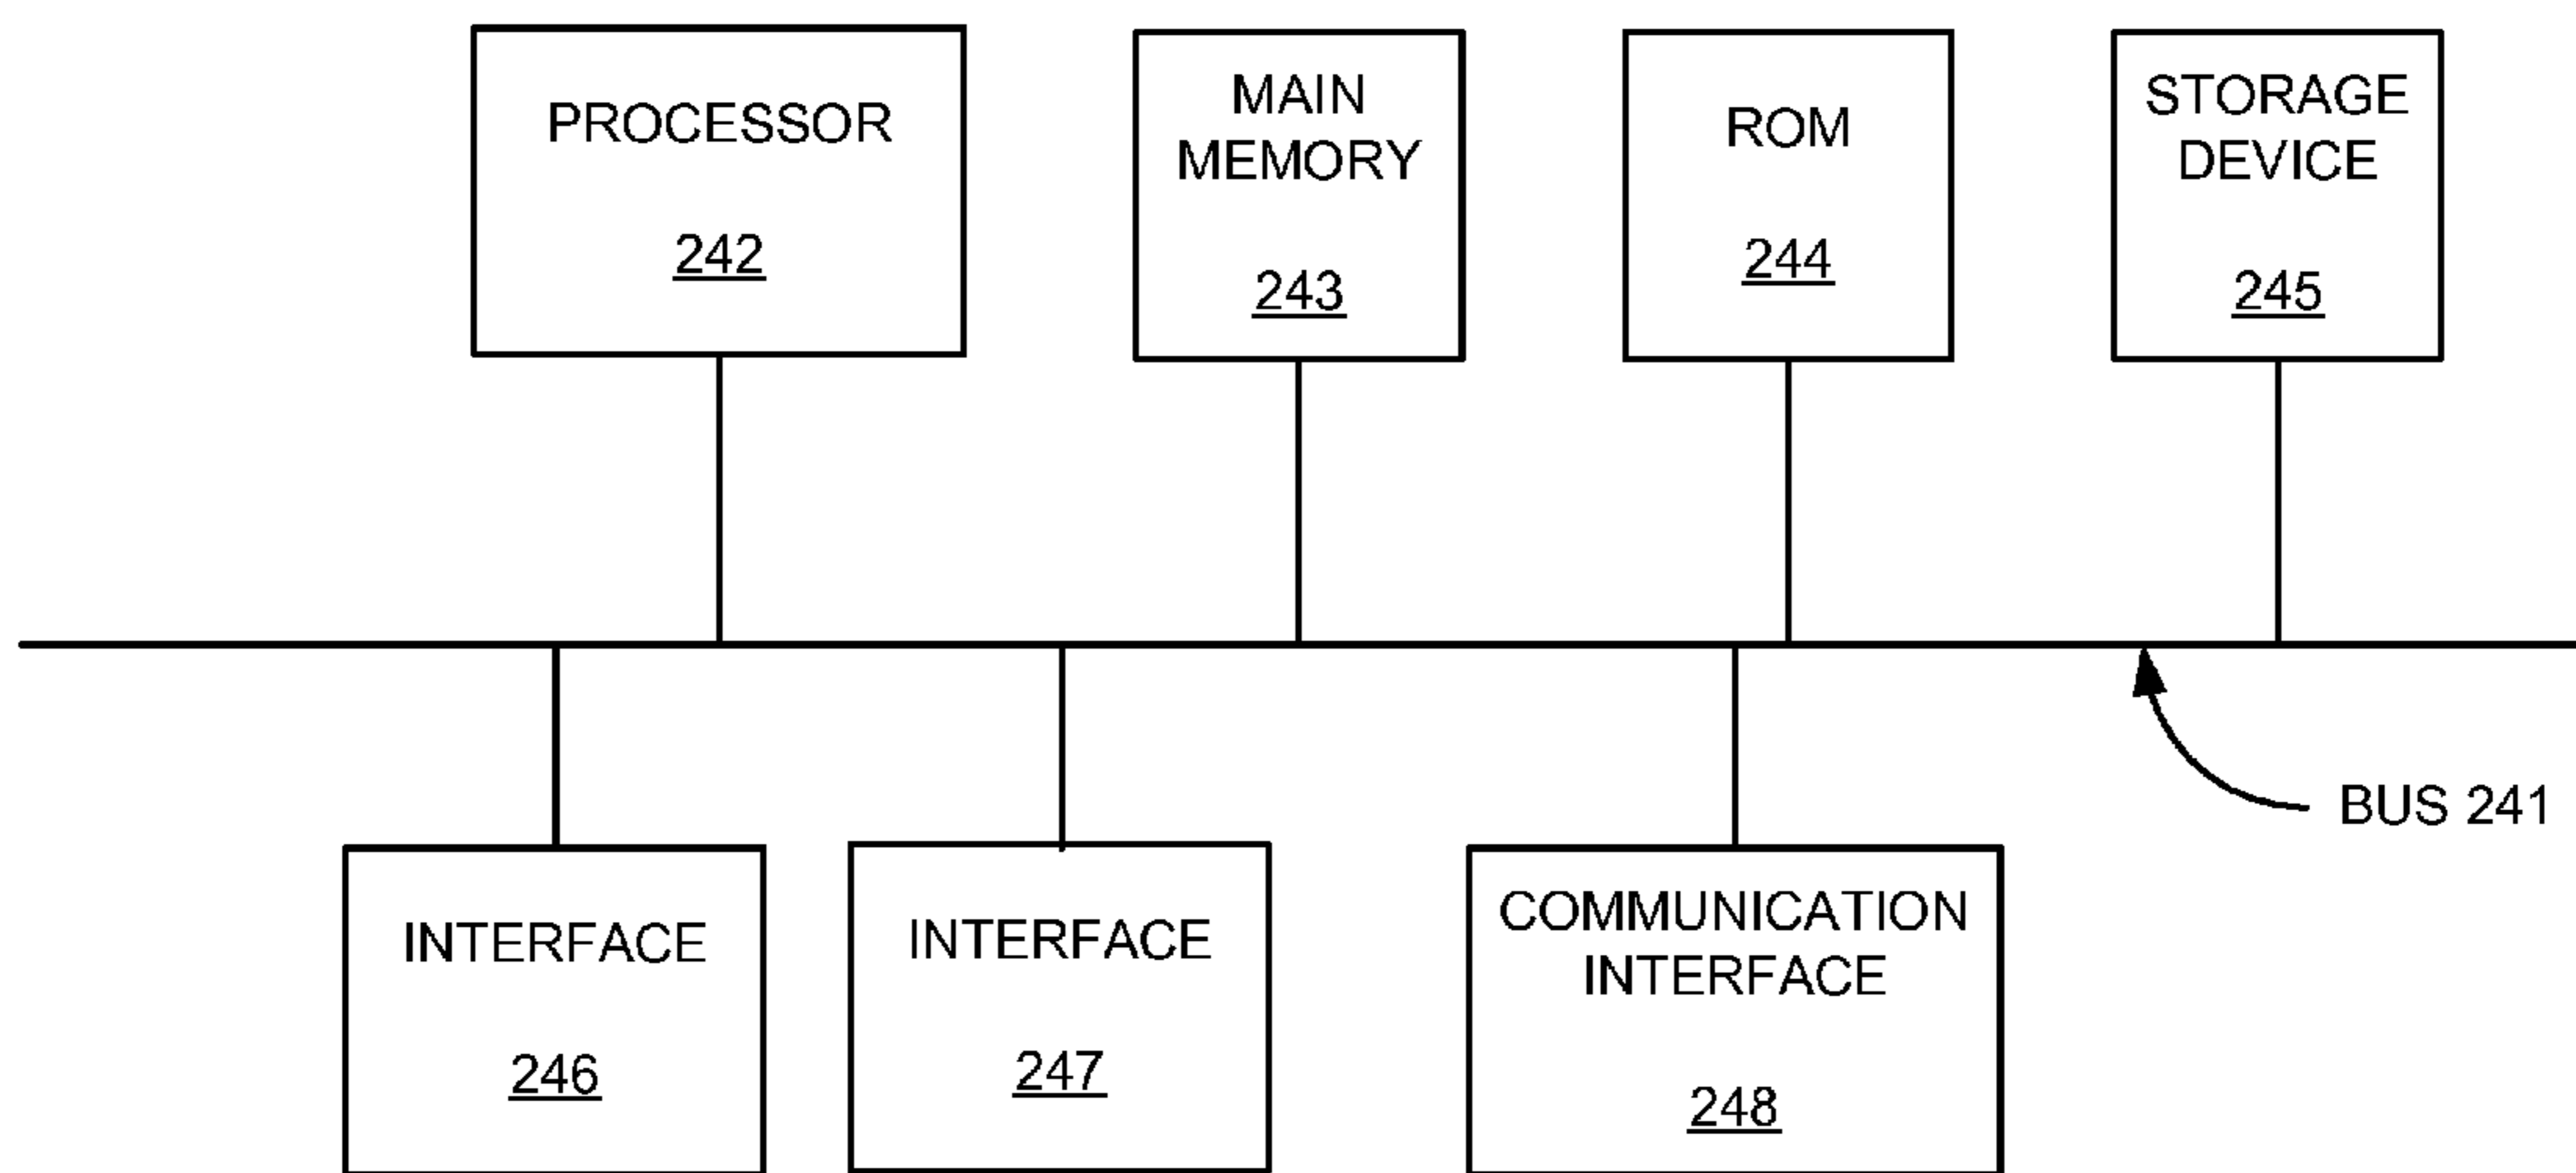 PROCESSOR
242
MAIN
MEMORY
243
ROM
244
STORAGE
DEVICE
245
BUS 241
INTERFACE
246
INTERFACE
247
COMMUNICATION
INTERFACE
248